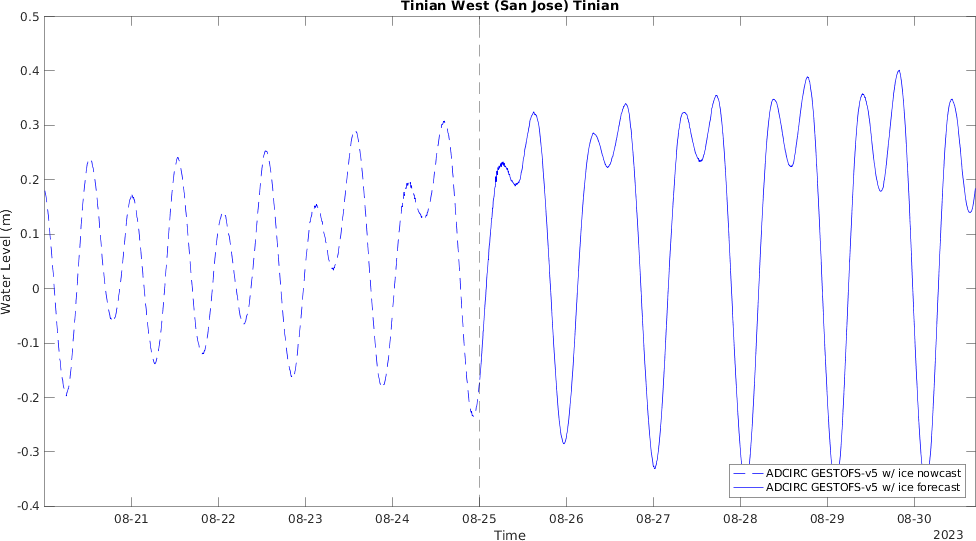 Tinian West (San Jose) Tinian
0.5
0.4
0.3
0.2
0.1
0
-0.1
-0.2
-0.3
-0.4
Water Level (m)
ADCIRC GESTOFS-v5 w/ ice nowcast
ADCIRC GESTOFS-v5 w/ ice forecast
08-21 08-22 08-23 08-24 08-25 08-26 08-27 08-28 08-29 08-30
Time
2023